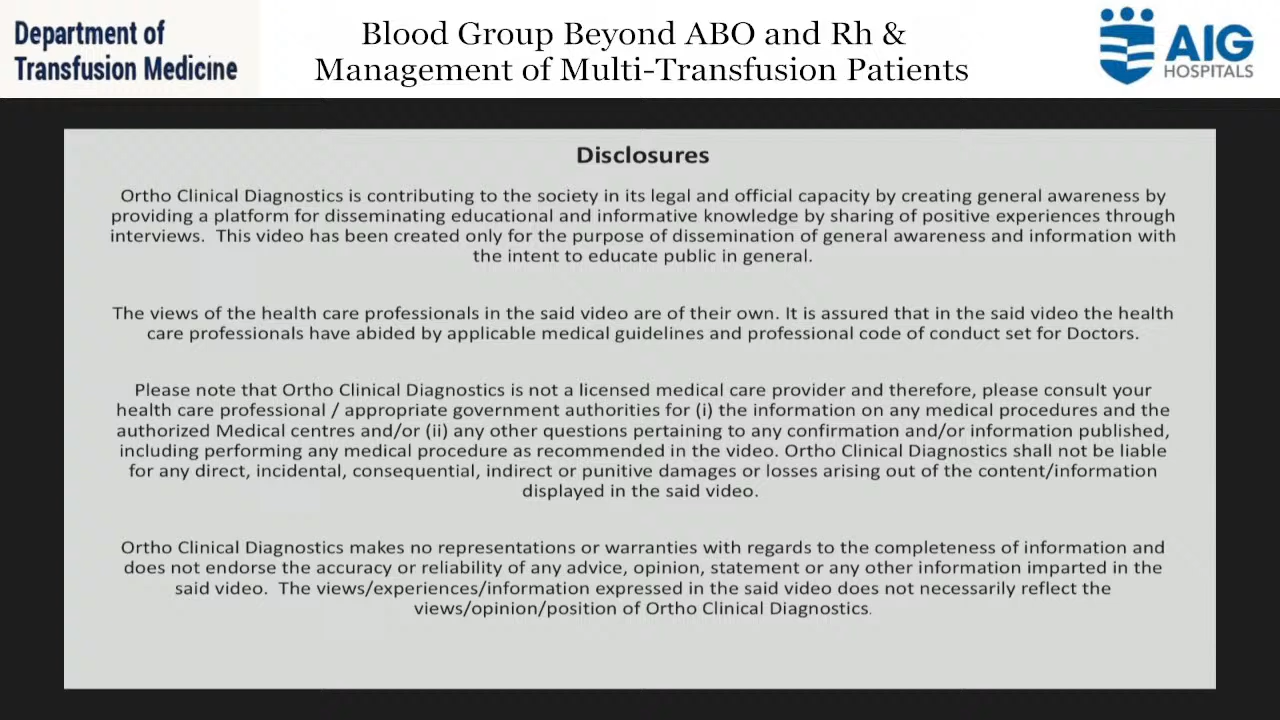 Department of
Transfusion Medicine
Blood Group Beyond ABO and Rh &
Management of Multi-Transfusion Patients
AIG
HOSPITALS
Disclosures
Ortho Clinical Diagnostics is contributing to the society in its legal and official capacity by creating general awareness by
providing a platform for disseminating educational and informative knowledge by sharing of positive experiences through
interviews.  This video has been created only for the purpose of dissemination of general awareness and information with
the intent to educate public in general.
The views of the health care professionals in the said video are of their own. It is assured that in the said video the health
care professionals have abided by applicable medical guidelines and professional code of conduct set for Doctors.
Please note that Ortho Clinical Diagnostics is not a licensed medical care provider and therefore, please consult your
health care professional / appropriate government authorities for (i) the information on any medical procedures and the
authorized Medical centres and/or (ii) any other questions pertaining to any confirmation and/or information published,
including performing any medical procedure as recommended in the video. Ortho Clinical Diagnostics shall not be liable
for any direct, incidental, consequential, indirect or punitive damages or losses arising out of the content/information
displayed in the said video.
Ortho Clinical Diagnostics makes no representations or warranties with regards to the completeness of information and
does not endorse the accuracy or reliability of any advice, opinion, statement or any other information imparted in the
said video.  The views/experiences/information expressed in the said video does not necessarily reflect the
views/opinion/position of Ortho Clinical Diagnostics.